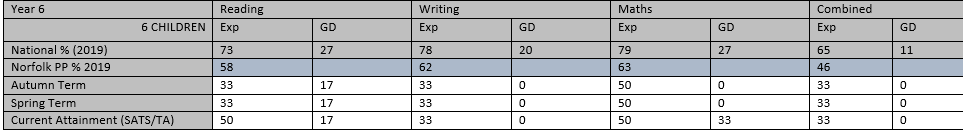 Year 6 Reading Writing Maths Combined
6 CHILDREN Exp GD Exp GD Exp GD Exp GD
National % (2019) 73 27 78 20 79 27 65 11
Norfolk PP % 2019 58 62 63 46
Autumn Term 33 17 33 0 50 0 33 0
Spring Term 33 17 33 0 50 0 33 0
Current Attainment (SATS/TA) 50 17 33 0 50 33 33 0